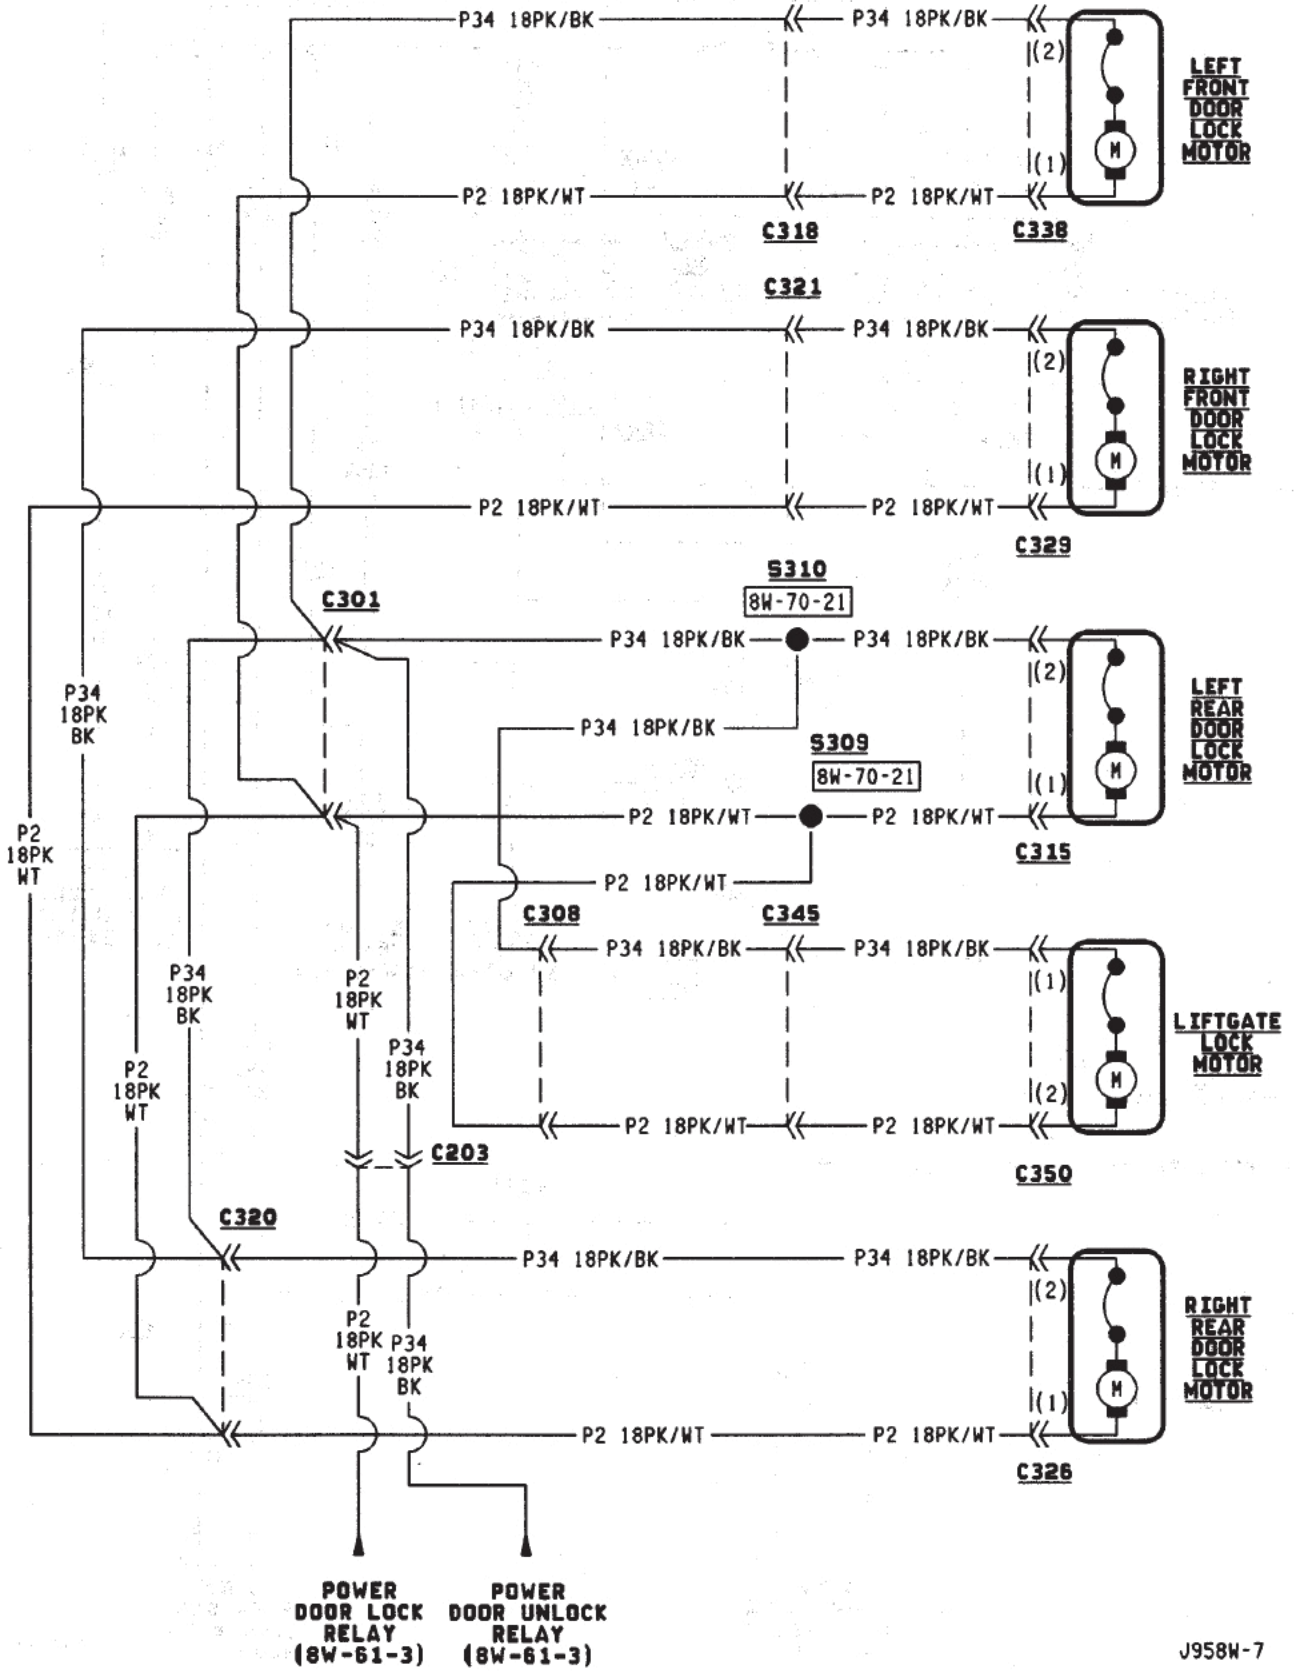 P34 18PK/BK
P34 18PK/BK
(2)
LEFT
FRONT
DOOR
LOCK
MOTOR
M
(1)
P2 18PK/WT
P2 18PK/WT
C318
C338
C321
P34 18PK/BK
P34 18PK/BK
(2)
RIGHT
FRONT
DOOR
LOCK
MOTOR
M
(1)
P2 18PK/WT
P2 18PK/WT
C329
S310
8W-70-21
C301
P34 18PK/BK
P34 18PK/BK
(2)
LEFT
REAR
DOOR
LOCK
MOTOR
M
(1)
P34
18PK
BK
P34 18PK/BK
S309
8W-70-21
P2 18PK/WT
P2 18PK/WT
C315
P2
18PK
WT
P2 18PK/WT
C308
C345
P34 18PK/BK
P34 18PK/BK
(1)
LIFTGATE
LOCK
MOTOR
M
(2)
P34
18PK
BK
P2
18PK
WT
P34
18PK
BK
P2
18PK
WT
P2 18PK/WT
P2 18PK/WT
C203
C350
C320
P34 18PK/BK
P34 18PK/BK
(2)
RIGHT
REAR
DOOR
LOCK
MOTOR
M
(1)
P2
18PK
WT
P34
18PK
BK
P2 18PK/WT
P2 18PK/WT
C326
POWER
DOOR LOCK
RELAY
(8W-61-3)
POWER
DOOR UNLOCK
RELAY
(8W-61-3)
J958W-7